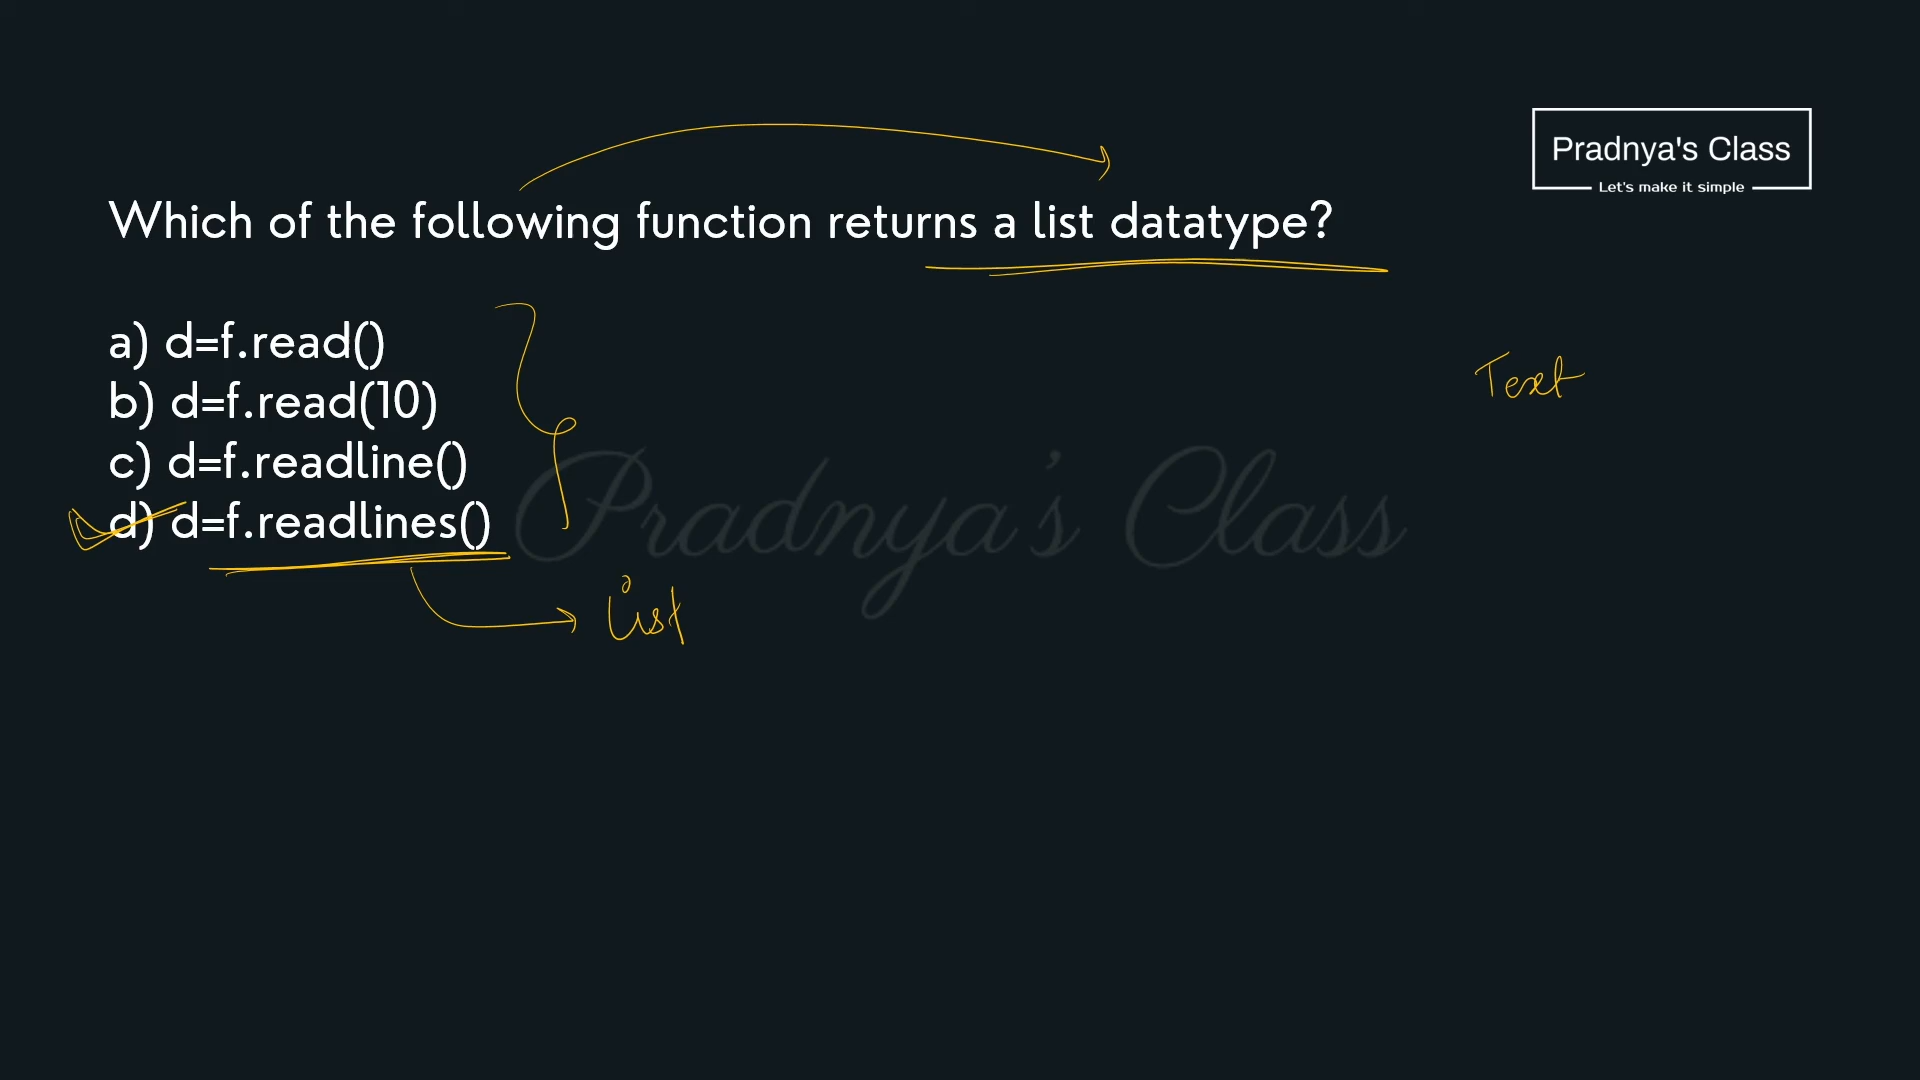 Pradnya's Class
Let's make it simple
Which of the following function returns a list datatype?
a) d=f.read()
b) d=f.read(10)
c) d=f.readline()
d) d=f.readlines()
Text
Pradnya's Class
List